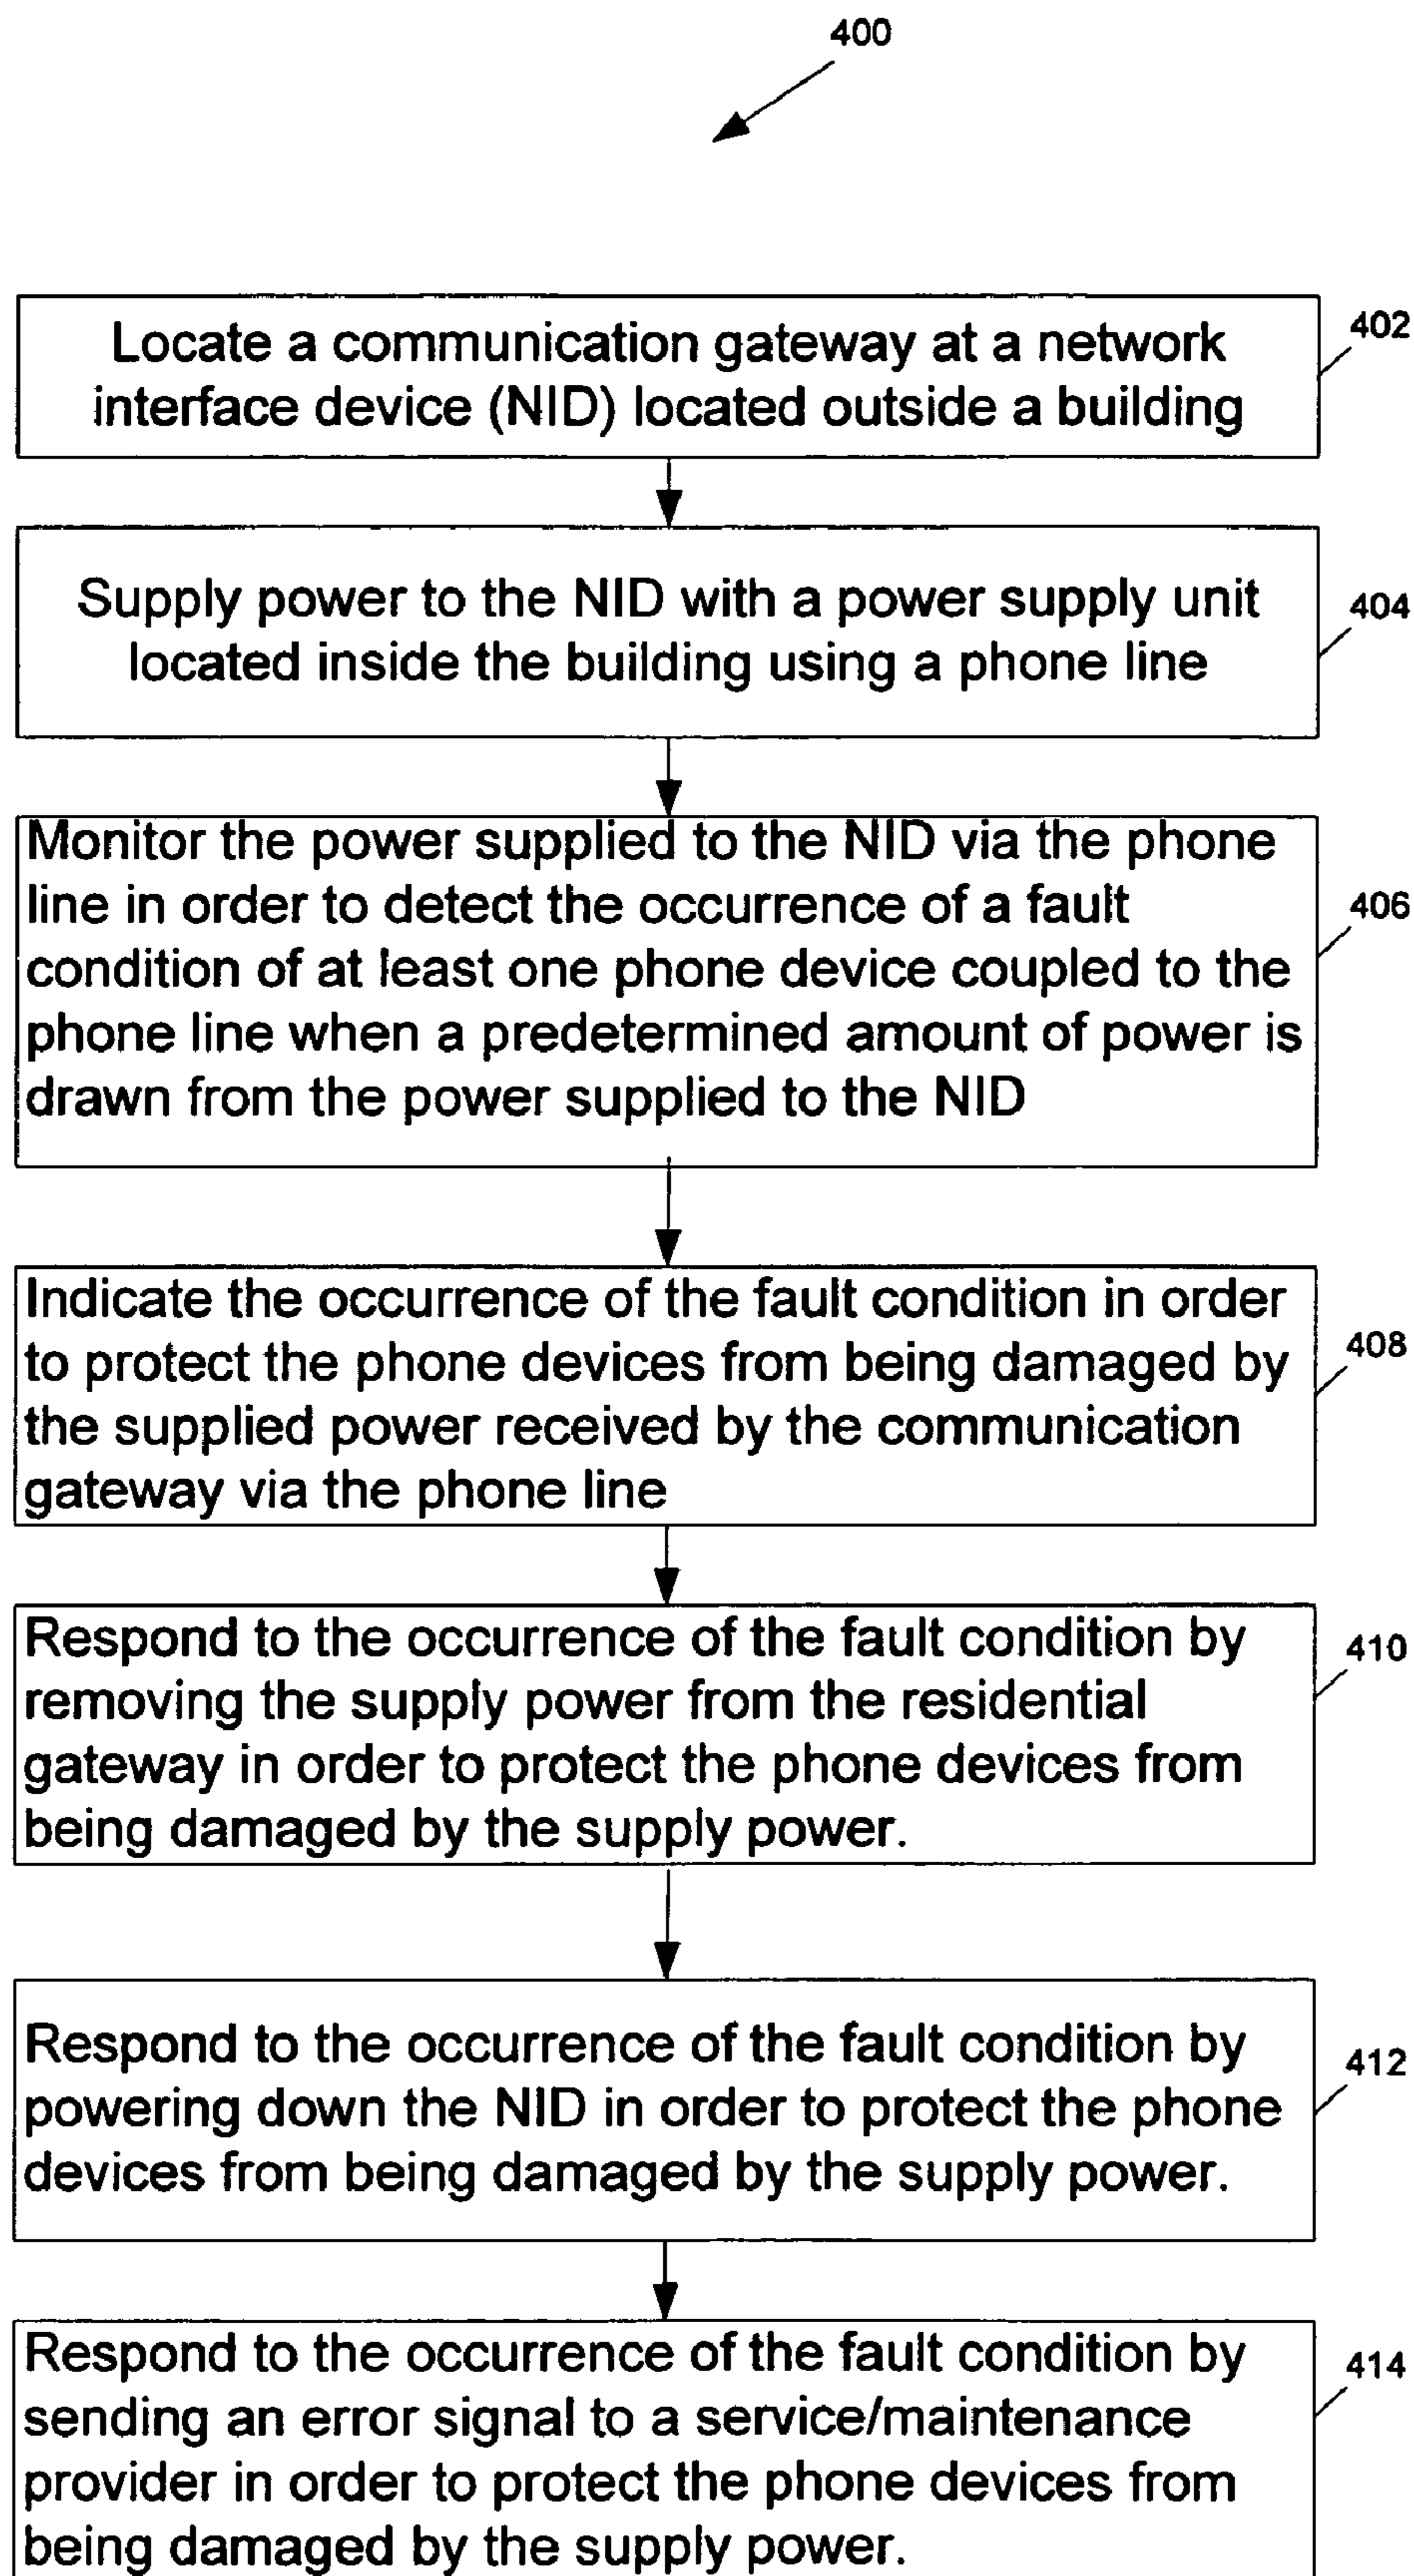 400
Locate a communication gateway at a network
interface device (NID) located outside a building
402
Supply power to the NID with a power supply unit
located inside the building using a phone line
404
Monitor the power supplied to the NID via the phone
line in order to detect the occurrence of a fault
condition of at least one phone device coupled to the
phone line when a predetermined amount of power is
drawn from the power supplied to the NID
406
Indicate the occurrence of the fault condition in order
to protect the phone devices from being damaged by
the supplied power received by the communication
gateway via the phone line
408
Respond to the occurrence of the fault condition by
removing the supply power from the residential
gateway in order to protect the phone devices from
being damaged by the supply power.
410
Respond to the occurrence of the fault condition by
powering down the NID in order to protect the phone
devices from being damaged by the supply power.
412
Respond to the occurrence of the fault condition by
sending an error signal to a service/maintenance
provider in order to protect the phone devices from
being damaged by the supply power.
414